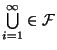 ∞
⋃ ∈ ℱ
i=1